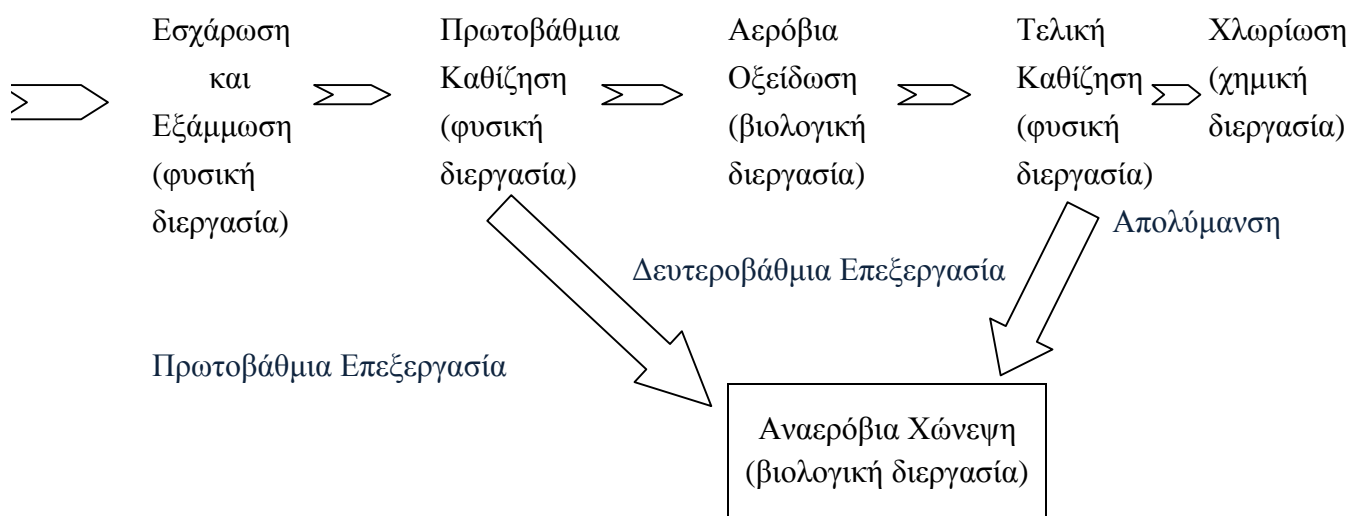 Εσχάρωση
και
Εξάμμωση
(φυσική
διεργασία)
Πρωτοβάθμια
Καθίζηση
(φυσική
διεργασία)
Αερόβια
Οξείδωση
(βιολογική
διεργασία)
Τελική
Καθίζηση
(φυσική
διεργασία)
Χλωρίωση
(χημική
διεργασία)
Απολύμανση
Δευτεροβάθμια Επεξεργασία
Πρωτοβάθμια Επεξεργασία
Αναερόβια Χώνεψη
(βιολογική διεργασία)